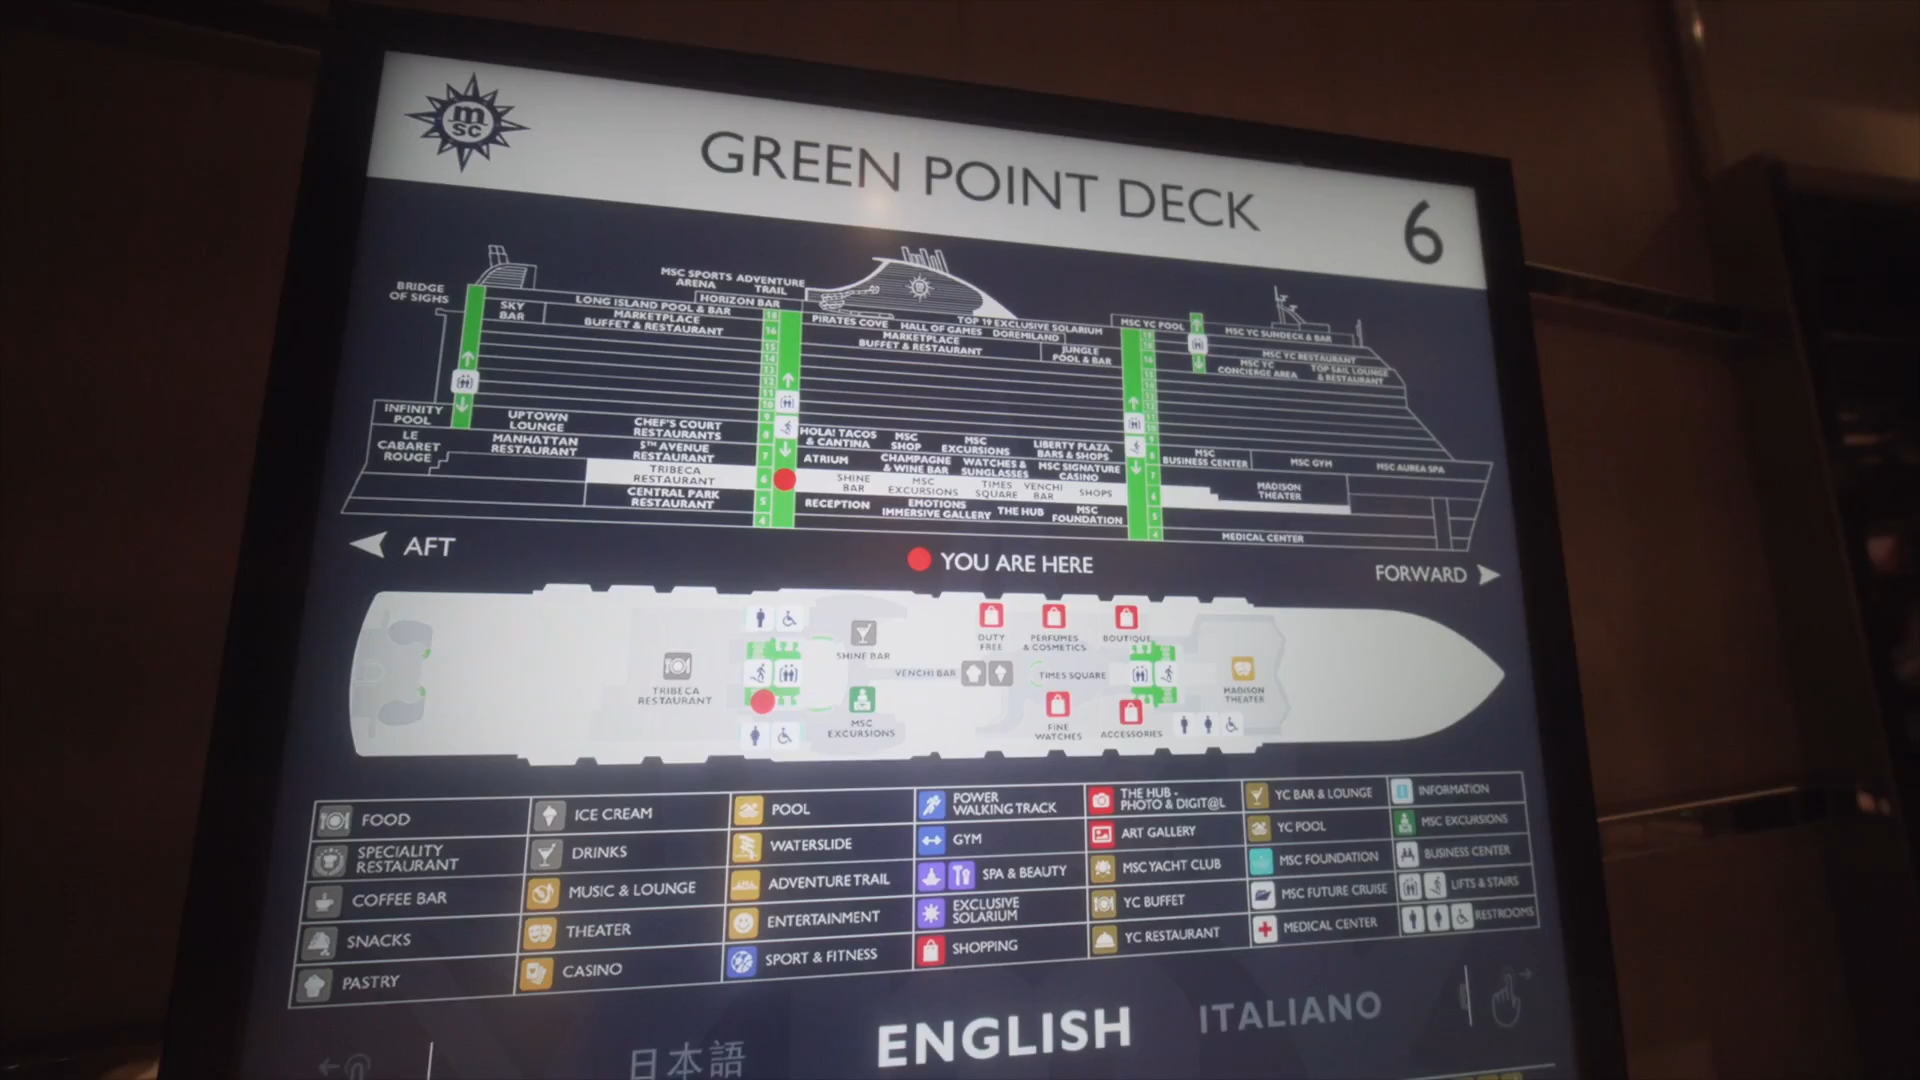 msc
GREEN POINT DECK
6
BRIDGE
OF SIGHS
SKY
BAR
LONG ISLAND POOL & BAR
MARKETPLACE
BUFFET & RESTAURANT
MSC SPORTS
ARENA
ADVENTURE
TRAIL
HORIZON BAR
PIRATES COVE
HALL OF GAMES
TOP 19 EXCLUSIVE SOLARIUM
DOREMILAND
MARKETPLACE
BUFFET & RESTAURANT
JUNGLE
POOL & BAR
MSC YC POOL
MSC YC SUNDECK & BAR
MSC YC RESTAURANT
MSC YC
CONCIERGE AREA
TOP SAIL LOUNGE
& RESTAURANT
INFINITY
POOL
LE
CABARET
ROUGE
UPTOWN
LOUNGE
MANHATTAN
RESTAURANT
CHEF'S COURT
RESTAURANTS
5TH AVENUE
RESTAURANT
TRIBECA
RESTAURANT
CENTRAL PARK
RESTAURANT
HOLA! TACOS
& CANTINA
MSC
SHOP
MSC
EXCURSIONS
LIBERTY PLAZA,
BARS & SHOPS
ATRIUM
CHAMPAGNE
& WINE BAR
WATCHES &
SUNGLASSES
MSC SIGNATURE
CASINO
SHINE
BAR
MSC
EXCURSIONS
TIMES
SQUARE
VENCHI
BAR
SHOPS
RECEPTION
EMOTIONS
IMMERSIVE GALLERY
THE HUB
MSC
FOUNDATION
MSC
BUSINESS CENTER
MSC GYM
MSC AUREA SPA
MADISON
THEATER
MEDICAL CENTER
AFT
YOU ARE HERE
FORWARD
TRIBECA
RESTAURANT
SHINE BAR
MSC
EXCURSIONS
VENCHI BAR
DUTY
FREE
PERFUMES
& COSMETICS
BOUTIQUE
TIMES SQUARE
FINE
WATCHES
ACCESSORIES
MADISON
THEATER
FOOD
SPECIALITY
RESTAURANT
COFFEE BAR
SNACKS
PASTRY
ICE CREAM
DRINKS
MUSIC & LOUNGE
THEATER
CASINO
POOL
WATERSLIDE
ADVENTURE TRAIL
ENTERTAINMENT
SPORT & FITNESS
POWER
WALKING TRACK
GYM
SPA & BEAUTY
EXCLUSIVE
SOLARIUM
SHOPPING
THE HUB -
PHOTO & DIGIT@L
ART GALLERY
MSC YACHT CLUB
YC BUFFET
YC RESTAURANT
YC BAR & LOUNGE
YC POOL
MSC FOUNDATION
MSC FUTURE CRUISE
MEDICAL CENTER
INFORMATION
MSC EXCURSIONS
BUSINESS CENTER
LIFTS & STAIRS
RESTROOMS
日本語
ENGLISH
ITALIANO